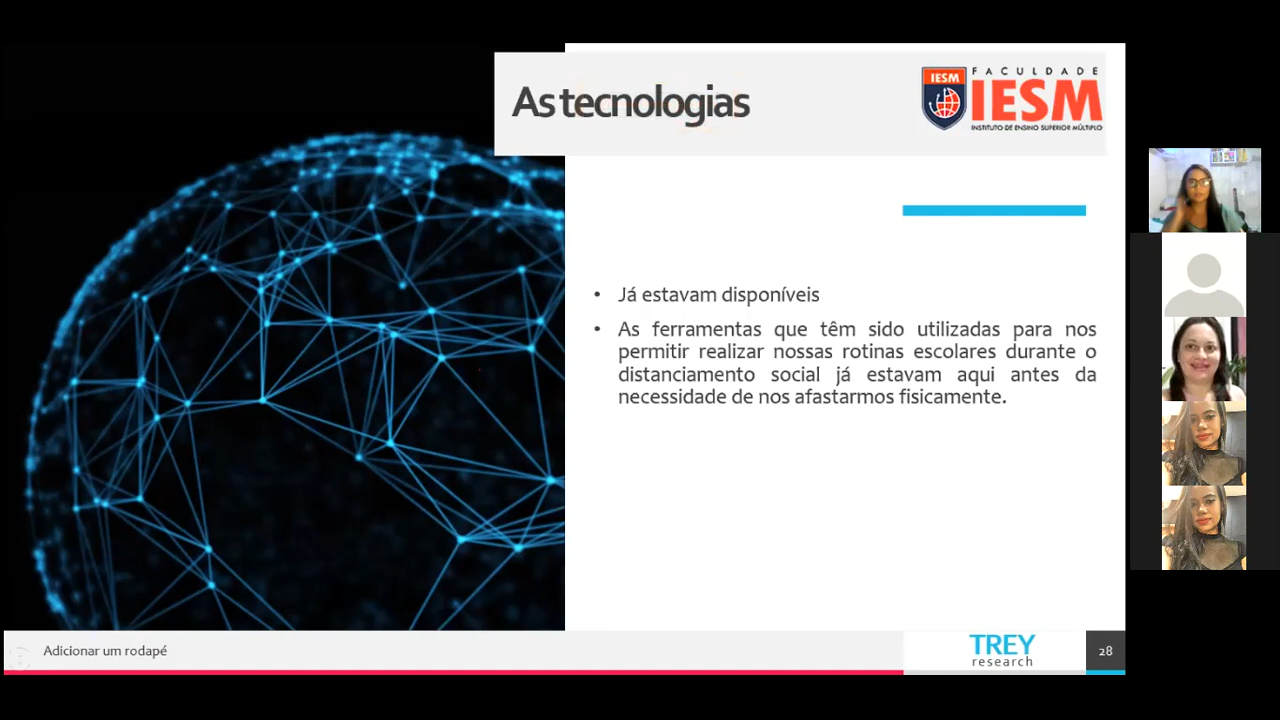 As tecnologias
IESM
FACULDADE
IESM
INSTITUTO DE ENSINO SUPERIOR MÚLTIPLO
• Já estavam disponíveis
• As ferramentas que têm sido utilizadas para nos
permitir realizar nossas rotinas escolares durante o
distanciamento social já estavam aqui antes da
necessidade de nos afastarmos fisicamente.
Adicionar um rodapé
TREY
research
28